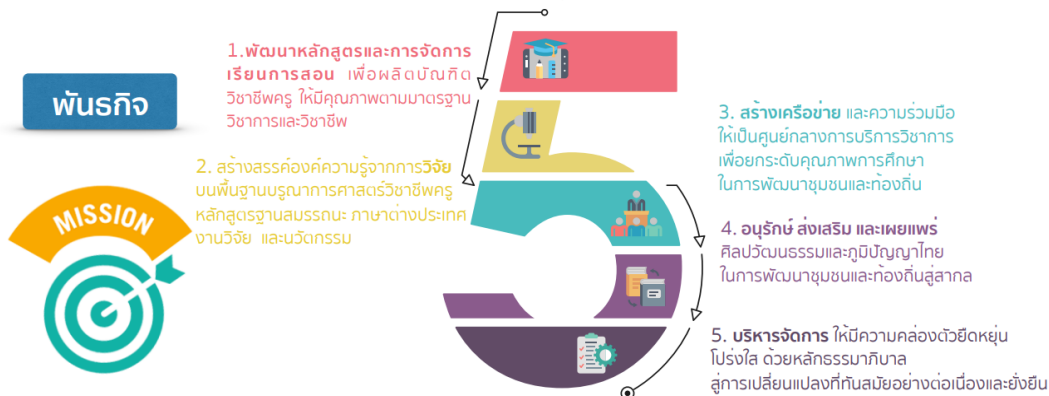 พันธกิจ
MISSION
1.พัฒนาหลักสูตรและการจัดการ
เรียนการสอน เพื่อผลิตบัณฑิต
วิชาชีพครู ให้มีคุณภาพตามมาตรฐาน
วิชาการและวิชาชีพ
2. สร้างสรรค์องค์ความรู้จากการวิจัย
บนพื้นฐานบูรณาการศาสตร์วิชาชีพครู
หลักสูตรฐานสมรรถนะ ภาษาต่างประเทศ
งานวิจัย และนวัตกรรม
3. สร้างเครือข่าย และความร่วมมือ
ให้เป็นศูนย์กลางการบริการวิชาการ
เพื่อยกระดับคุณภาพการศึกษา
ในการพัฒนาชุมชนและท้องถิ่น
4. อนุรักษ์ ส่งเสริม และเผยแพร่
ศิลปวัฒนธรรมและภูมิปัญญาไทย
ในการพัฒนาชุมชนและท้องถิ่นสู่สากล
5. บริหารจัดการ ให้มีความคล่องตัวยืดหยุ่น
โปร่งใส ด้วยหลักธรรมาภิบาล
สู่การเปลี่ยนแปลงที่ทันสมัยอย่างต่อเนื่องและยั่งยืน